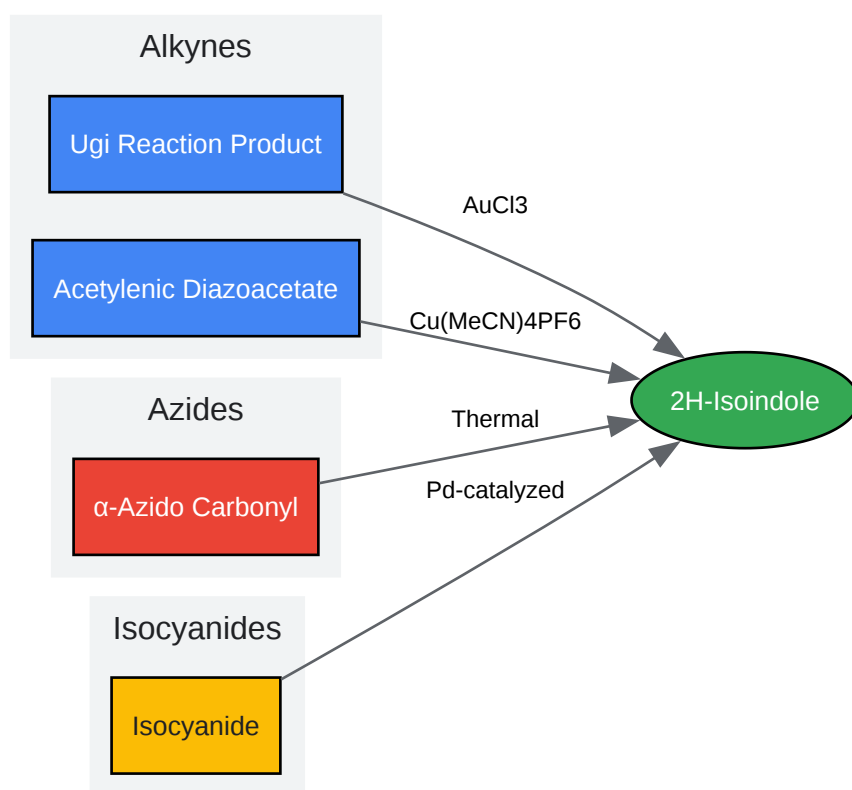 Alkynes
Ugi Reaction Product
AuCl3
Acetylenic Diazoacetate
Cu(MeCN)4PF6
2H-Isoindole
Azides
Thermal
α-Azido Carbonyl
Pd-catalyzed
Isocyanides
Isocyanide